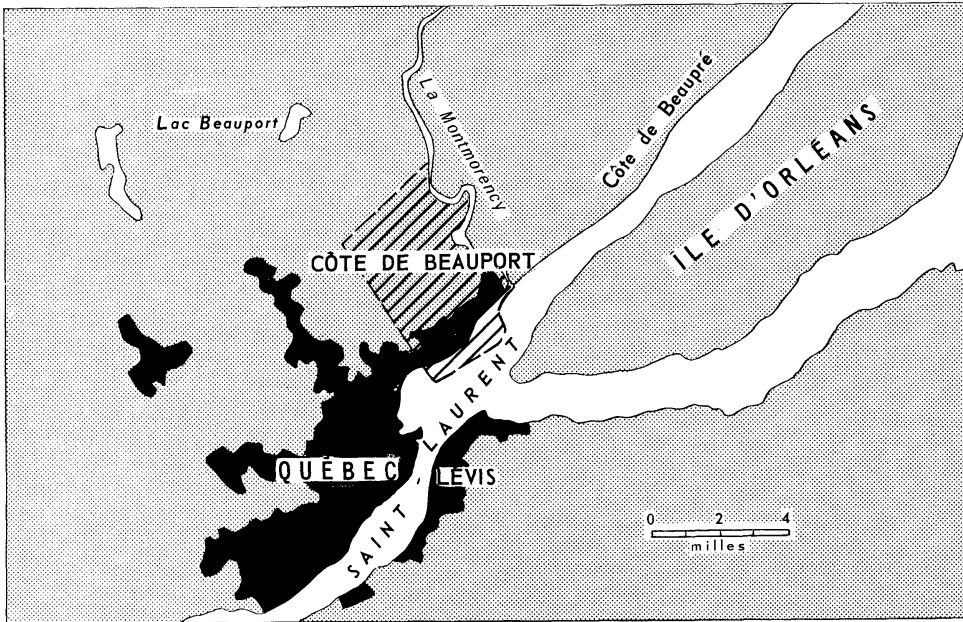 Lac Beauport
La Montmorency
Côte de Beaupré
ÎLE D'ORLÉANS
CÔTE DE BEAUPORT
QUÉBEC
LÉVIS
SAINT - LAURENT
0 2 4
milles